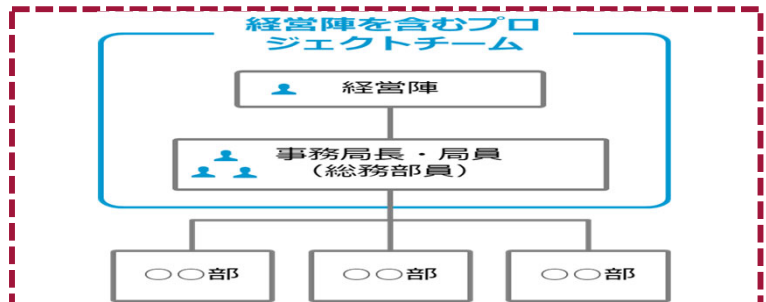 経営陣を含むプロ
ジェクトチーム
経営陣
事務局長・局員
(総務部員)
○○部
○○部
○○部